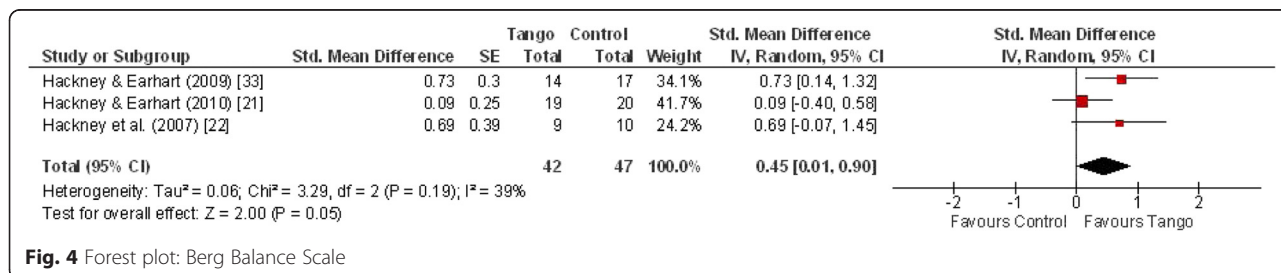 Tango Control Std. Mean Difference Std. Mean Difference
Study or Subgroup Std. Mean Difference SE Total Total Weight IV, Random, 95% CI IV, Random, 95% CI
Hackney & Earhart (2009) [33] 0.73 0.3 14 17 34.1% 0.73 [0.14, 1.32]
Hackney & Earhart (2010) [21] 0.09 0.25 19 20 41.7% 0.09 [-0.40, 0.58]
Hackney et al. (2007) [22] 0.69 0.39 9 10 24.2% 0.69 [-0.07, 1.45]
Total (95% CI) 42 47 100.0% 0.45 [0.01, 0.90]
Heterogeneity: Tau² = 0.06; Chi² = 3.29, df = 2 (P = 0.19); I² = 39%
Test for overall effect: Z = 2.00 (P = 0.05)
-2 -1 0 1 2
Favours Control Favours Tango
Fig. 4 Forest plot: Berg Balance Scale